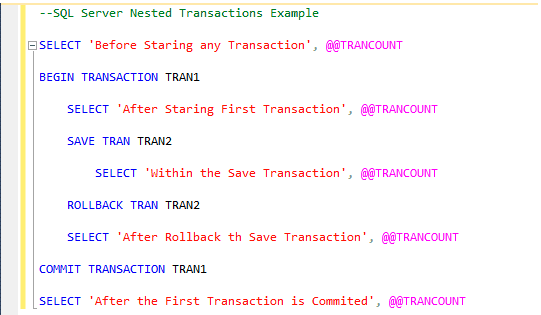 --SQL Server Nested Transactions Example
SELECT 'Before Staring any Transaction', @@TRANCOUNT
BEGIN TRANSACTION TRAN1
SELECT 'After Staring First Transaction', @@TRANCOUNT
SAVE TRAN TRAN2
SELECT 'Within the Save Transaction', @@TRANCOUNT
ROLLBACK TRAN TRAN2
SELECT 'After Rollback th Save Transaction', @@TRANCOUNT
COMMIT TRANSACTION TRAN1
SELECT 'After the First Transaction is Commited', @@TRANCOUNT